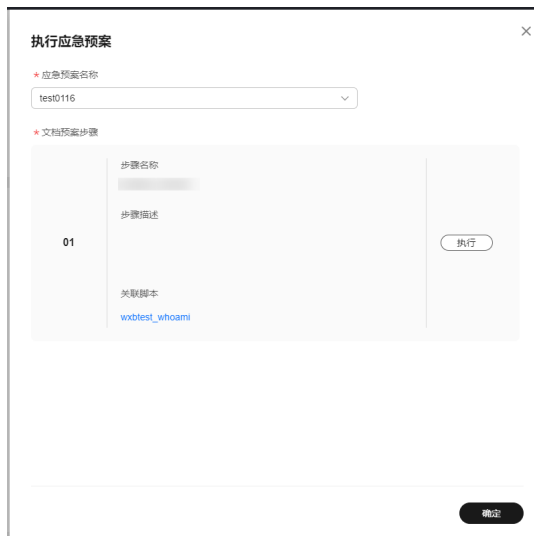 执行应急预案
* 应急预案名称
test0116
* 文档预案步骤
01
步骤名称
步骤描述
关联脚本
wxbtest_whoami
执行
确定